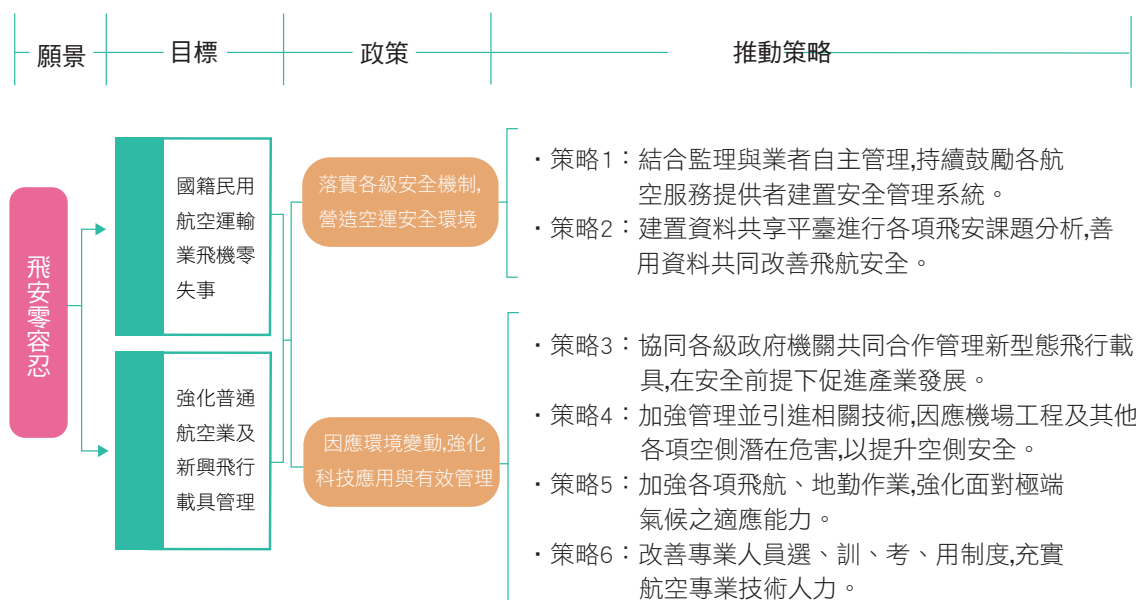 願景
目標
政策
推動策略
飛安零容忍
國籍民用
航空運輸
業飛機零
失事
強化普通
航空業及
新興飛行
載具管理
落實各級安全機制,
營造空運安全環境
因應環境變動,強化
科技應用與有效管理
・策略1：結合監理與業者自主管理,持續鼓勵各航
空服務提供者建置安全管理系統。
・策略2：建置資料共享平臺進行各項飛安課題分析,善
用資料共同改善飛航安全。
・策略3：協同各級政府機關共同合作管理新型態飛行載
具,在安全前提下促進產業發展。
・策略4：加強管理並引進相關技術,因應機場工程及其他
各項空側潛在危害,以提升空側安全。
・策略5：加強各項飛航、地勤作業,強化面對極端
氣候之適應能力。
・策略6：改善專業人員選、訓、考、用制度,充實
航空專業技術人力。